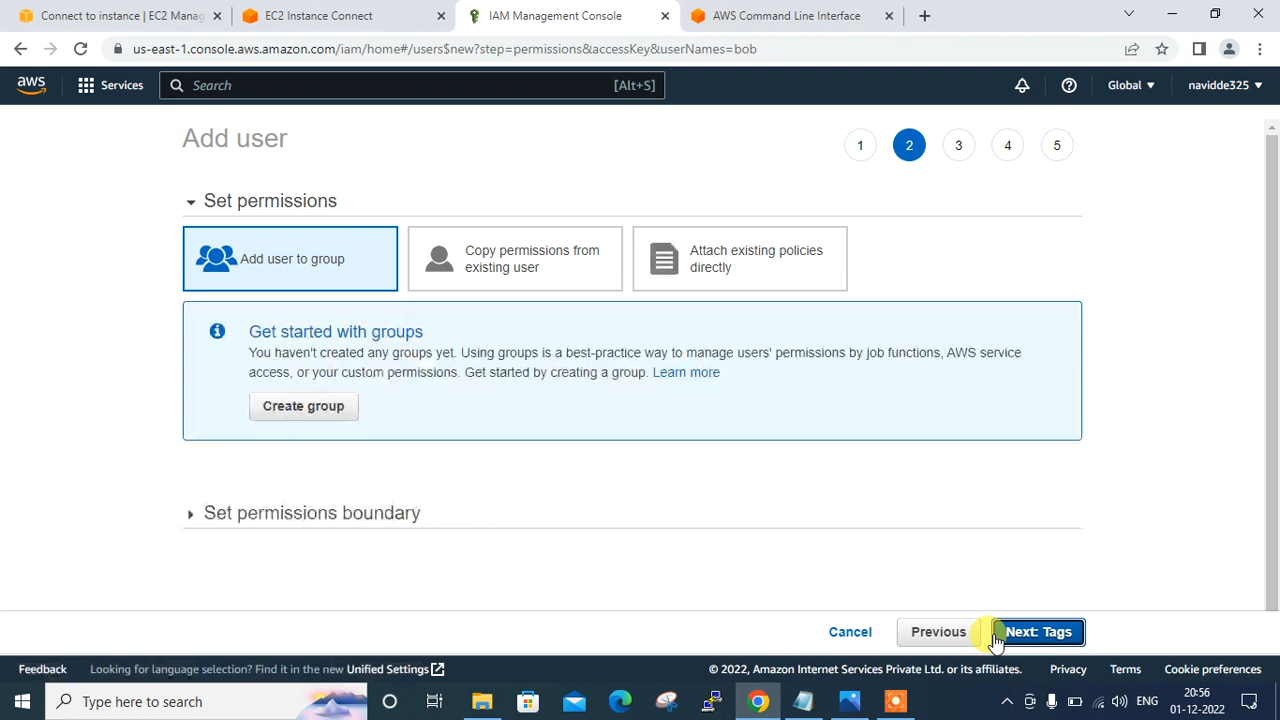 Connect to instance | EC2 Manag
EC2 Instance Connect
IAM Management Console
AWS Command Line Interface
us-east-1.console.aws.amazon.com/iam/home#/users$new?step=permissions&accessKey&userNames=bob
aws
Services
Search
[Alt+S]
Global
navidde325
Add user
1
2
3
4
5
Set permissions
Add user to group
Copy permissions from
existing user
Attach existing policies
directly
Get started with groups
You haven't created any groups yet. Using groups is a best-practice way to manage users' permissions by job functions, AWS service
access, or your custom permissions. Get started by creating a group. Learn more
Create group
Set permissions boundary
Cancel
Previous
Next: Tags
Feedback
Looking for language selection? Find it in the new Unified Settings
© 2022, Amazon Internet Services Private Ltd. or its affiliates.
Privacy
Terms
Cookie preferences
Type here to search
ENG
20:56
01-12-2022